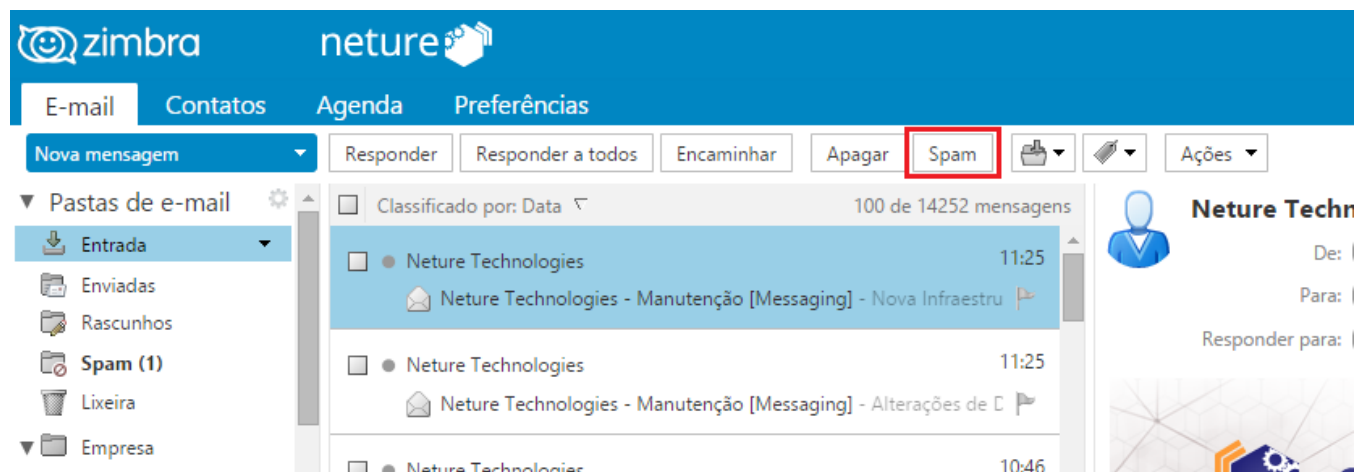 zimbra neture
E-mail Contatos Agenda Preferências
Nova mensagem Responder Responder a todos Encaminhar Apagar Spam Ações
Pastas de e-mail Classificado por: Data 100 de 14252 mensagens Neture Techn
Entrada Neture Technologies 11:25 De:
Enviadas Neture Technologies - Manutenção [Messaging] - Nova Infraestru Para:
Rascunhos
Responder para:
Spam (1) Neture Technologies 11:25
Lixeira Neture Technologies - Manutenção [Messaging] - Alterações de D
Empresa
Neture Technologies 10:46